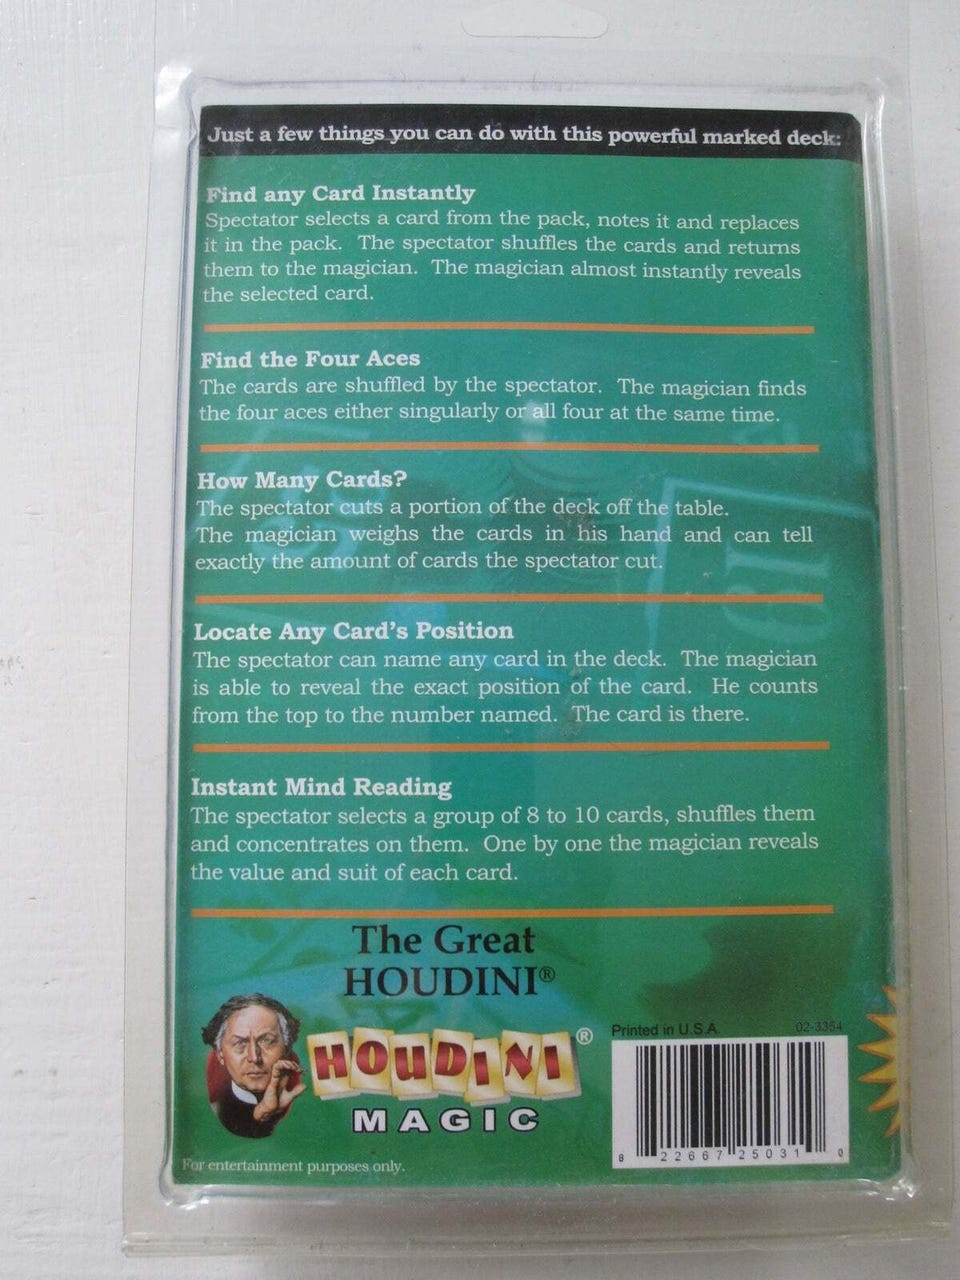 Just a few things you can do with this powerful marked deck:
Find any Card Instantly
Spectator selects a card from the pack, notes it and replaces
it in the pack. The spectator shuffles the cards and returns
them to the magician. The magician almost instantly reveals
the selected card.
Find the Four Aces
The cards are shuffled by the spectator. The magician finds
the four aces either singularly or all four at the same time.
How Many Cards?
The spectator cuts a portion of the deck off the table.
The magician weighs the cards in his hand and can tell
exactly the amount of cards the spectator cut.
Locate Any Card's Position
The spectator can name any card in the deck. The magician
is able to reveal the exact position of the card. He counts
from the top to the number named. The card is there.
Instant Mind Reading
The spectator selects a group of 8 to 10 cards, shuffles them
and concentrates on them. One by one the magician reveals
the value and suit of each card.
The Great
HOUDINI®
HOUDINI®
MAGIC
Printed in U.S.A. 02-3354
8 22667 25031 0
For entertainment purposes only.